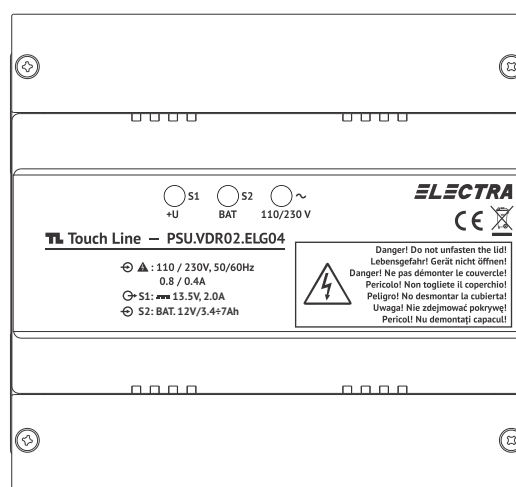 S1 S2 ~
+U BAT 110/230 V
ELECTRA
CE
TL Touch Line – PSU.VDR02.ELG04
: 110 / 230V, 50/60Hz
0.8 / 0.4A
S1: 13.5V, 2.0A
S2: BAT. 12V/3.4÷7Ah
Danger! Do not unfasten the lid!
Lebensgefahr! Gerät nicht öffnen!
Danger! Ne pas démonter le couvercle!
Pericolo! Non togliete il coperchio!
Peligro! No desmontar la cubierta!
Uwaga! Nie zdejmować pokrywę!
Pericol! Nu demontați capacul!